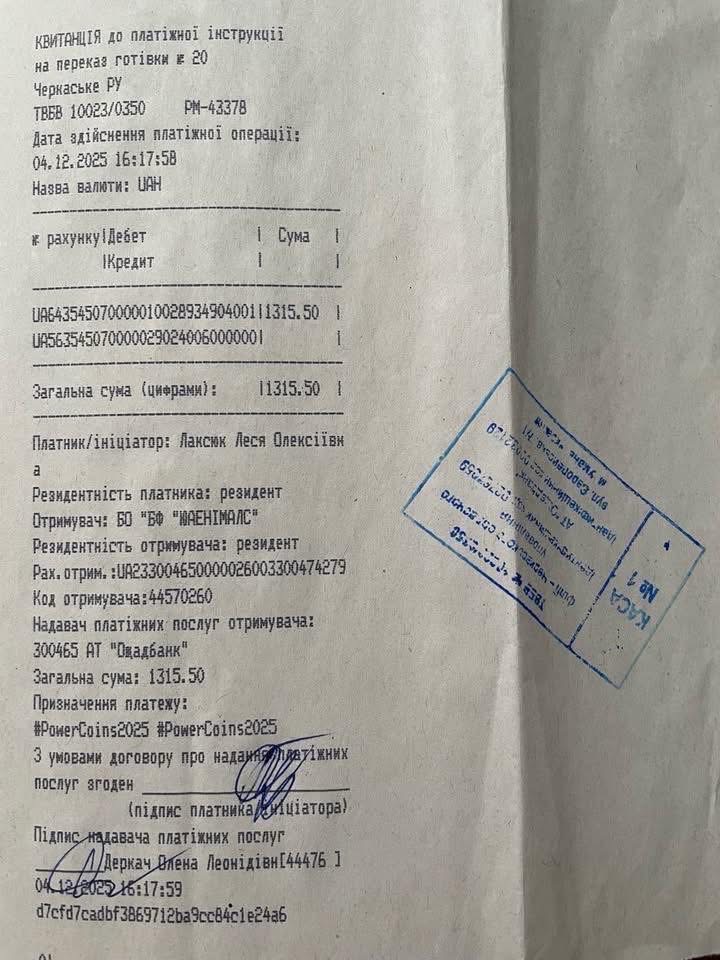 КВИТАНЦІЯ до платіжної інструкції
на переказ готівки № 20
Черкаське РУ
ТВБВ 10023/0350 РМ-43378
Дата здійснення платіжної операції:
04.12.2025 16:17:58
Назва валюти: UAH
№ рахунку|Дебет | Сума |
|Кредит | |
UA643545070000010028934904001|1315.50 |
UA563545070000029024006000000| |
Загальна сума (цифрами): |1315.50 |
Платник/ініціатор: Лаксюк Леся Олексіївн
а
Резидентність платника: резидент
Отримувач: БО "БФ "ЮАЕНІМАЛС"
Резидентність отримувача: резидент
Рах.отрим.:UA233004650000026003300474279
Код отримувача:44570260
Надавач платіжних послуг отримувача:
300465 АТ "Ощадбанк"
Загальна сума: 1315.50
Призначення платежу:
#PowerCoins2025 #PowerCoins2025
З умовами договору про надання платіжних
послуг згоден
(підпис платника/ініціатора)
Підпис надавача платіжних послуг
Деркач Олена Леонідівн[44476 ]
04.12.2025 16:17:59
d7cfd7cadbf3869712ba9cc84c1e24a6
КАСА
№ 1